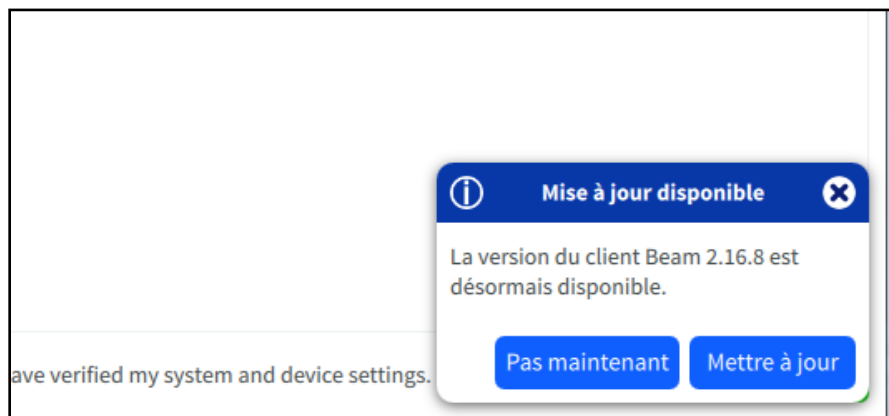 Mise à jour disponible
La version du client Beam 2.16.8 est
désormais disponible.
Pas maintenant Mettre à jour
ave verified my system and device settings.